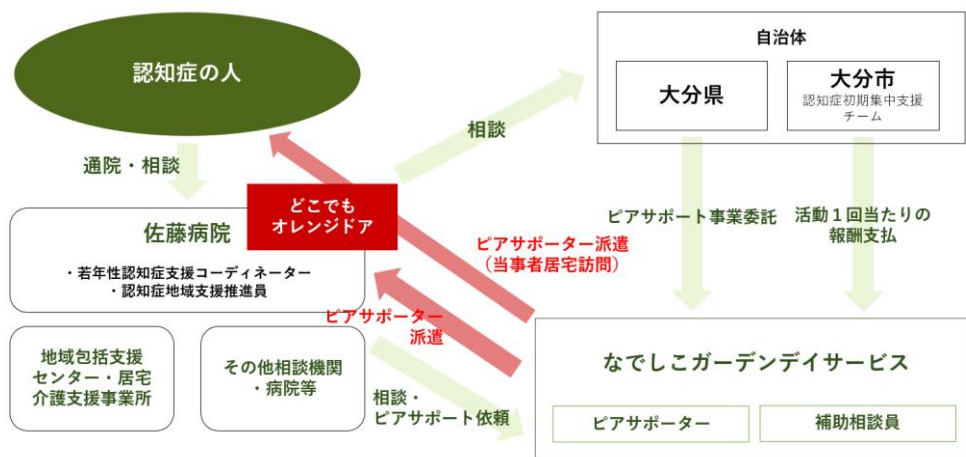 認知症の人
自治体
大分県
大分市
認知症初期集中支援
チーム
相談
通院・相談
どこでも
オレンジドア
佐藤病院
・若年性認知症支援コーディネーター
・認知症地域支援推進員
ピアサポーター派遣
（当事者居宅訪問）
ピアサポート事業委託
活動１回当たりの
報酬支払
ピアサポーター
派遣
地域包括支援
センター・居宅
介護支援事業所
その他相談機関
・病院等
相談・
ピアサポート依頼
なでしこガーデンデイサービス
ピアサポーター
補助相談員